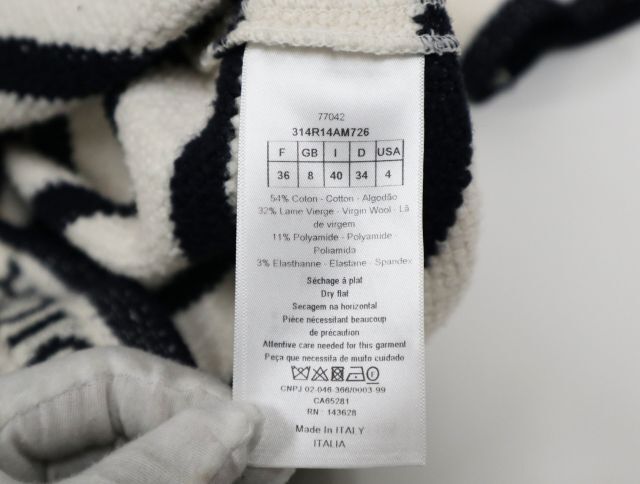 77042
314R14AM726
F GB I D USA
36 8 40 34 4
54% Coton - Cotton - Algodão
32% Laine Vierge - Virgin Wool - Lã
de virgem
11% Polyamide - Polyamide
Poliamida
3% Elasthanne - Elastane - Spandex
Séchage à plat
Dry flat
Secagem na horizontal
Pièce nécessitant beaucoup
de précaution
Attentive care needed for this garment
Peça que necessita de muito cuidado
F
CNPJ 02-046-366/0003-99
CA65281
RN : 143628
Made In ITALY
ITALIA